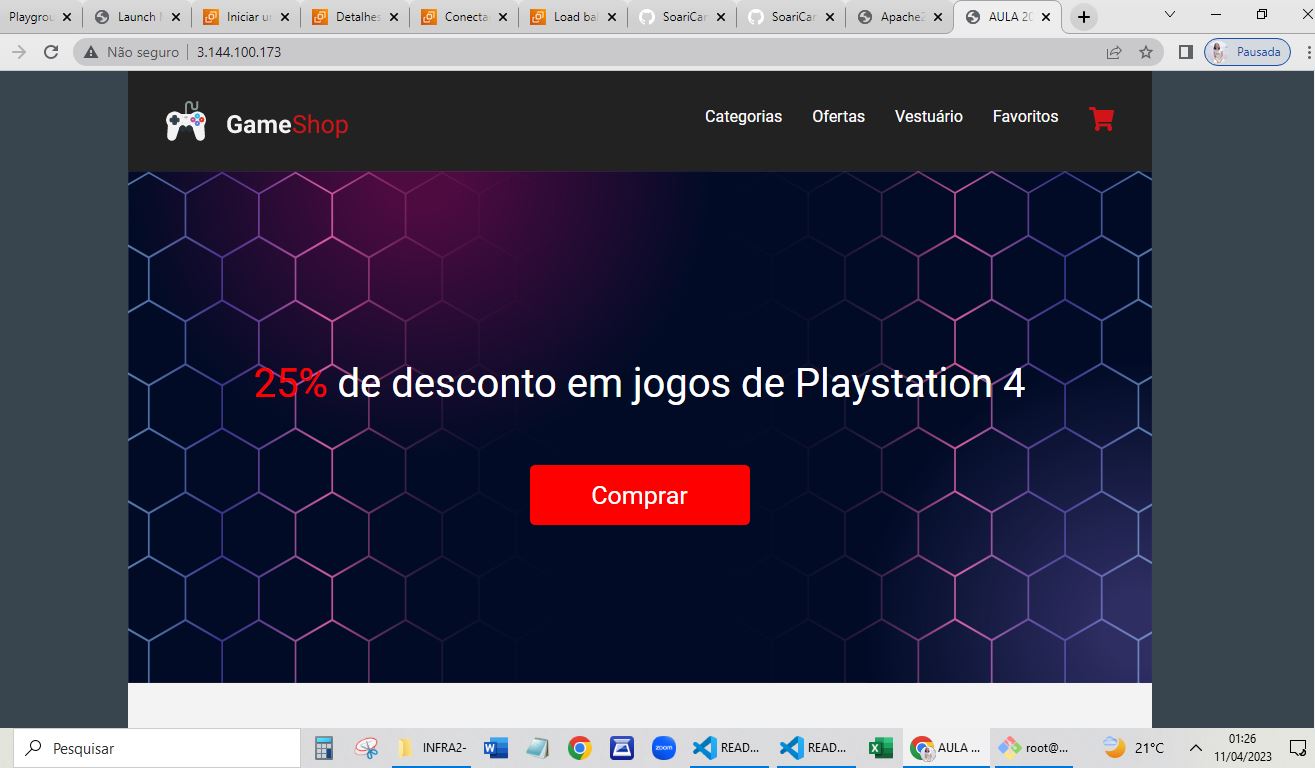 Playgrou
Launch
Iniciar u
Detalhes
Conecta
Load ba
SoariCar
SoariCar
Apache2
AULA 20
Não seguro
3.144.100.173
Pausada
GameShop
Categorias
Ofertas
Vestuário
Favoritos
25% de desconto em jogos de Playstation 4
Comprar
Pesquisar
INFRA2-
zoom
READ...
READ...
AULA ...
root@...
21°C
01:26
11/04/2023